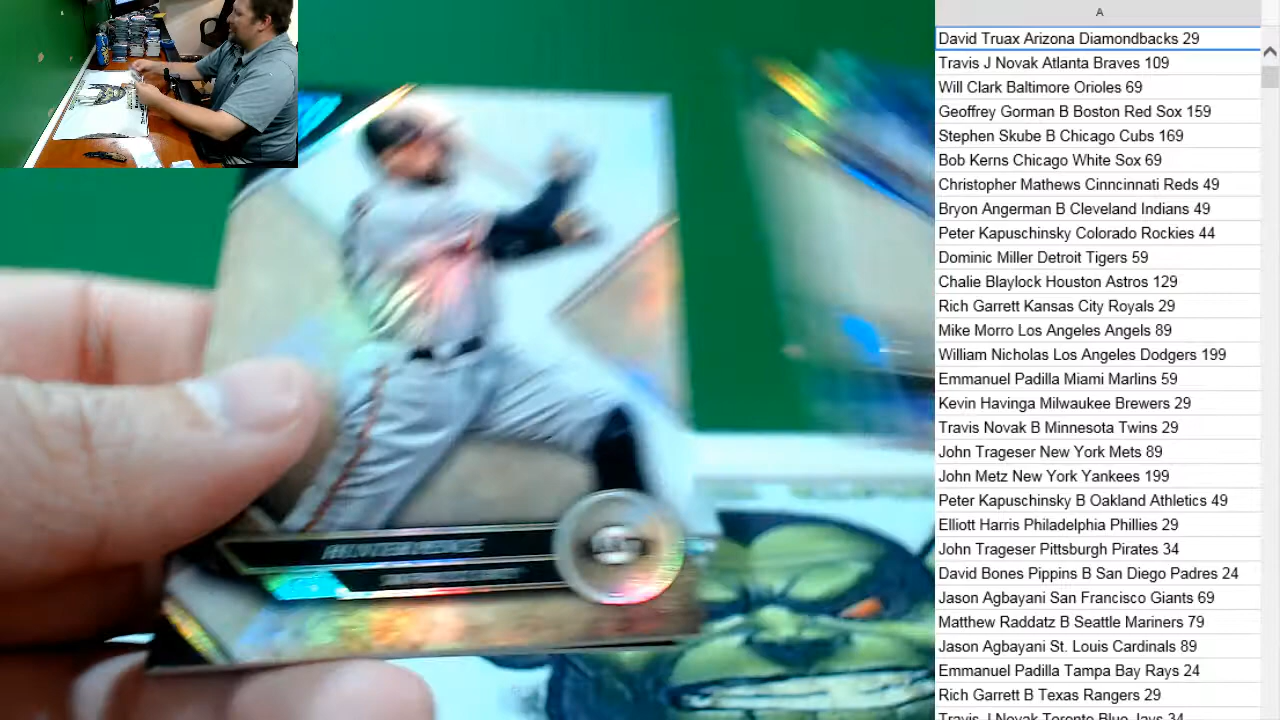 A
David Truax Arizona Diamondbacks 29
Travis J Novak Atlanta Braves 109
Will Clark Baltimore Orioles 69
Geoffrey Gorman B Boston Red Sox 159
Stephen Skube B Chicago Cubs 169
Bob Kerns Chicago White Sox 69
Christopher Mathews Cinncinnati Reds 49
Bryon Angerman B Cleveland Indians 49
Peter Kapuschinsky Colorado Rockies 44
Dominic Miller Detroit Tigers 59
Chalie Blaylock Houston Astros 129
Rich Garrett Kansas City Royals 29
Mike Morro Los Angeles Angels 89
William Nicholas Los Angeles Dodgers 199
Emmanuel Padilla Miami Marlins 59
Kevin Havinga Milwaukee Brewers 29
Travis Novak B Minnesota Twins 29
John Trageser New York Mets 89
John Metz New York Yankees 199
Peter Kapuschinsky B Oakland Athletics 49
Elliott Harris Philadelphia Phillies 29
John Trageser Pittsburgh Pirates 34
David Bones Pippins B San Diego Padres 24
Jason Agbayani San Francisco Giants 69
Matthew Raddatz B Seattle Mariners 79
Jason Agbayani St. Louis Cardinals 89
Emmanuel Padilla Tampa Bay Rays 24
Rich Garrett B Texas Rangers 29
Travis J Novak Toronto Blue Jays 34